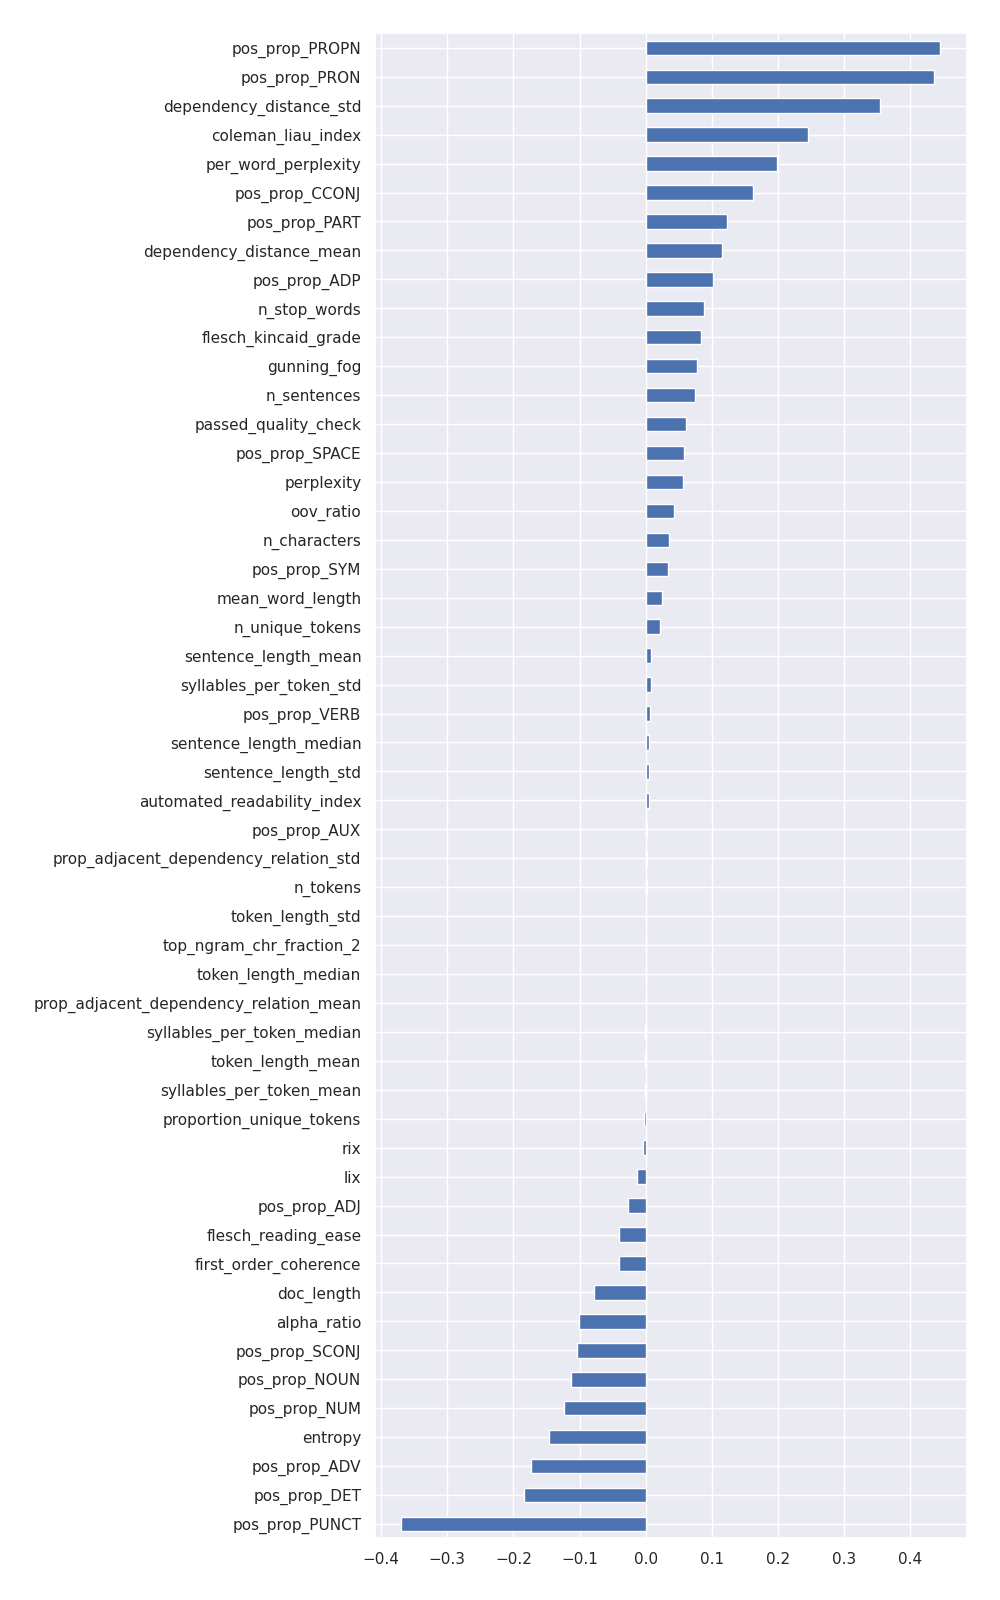 pos_prop_PROPN
pos_prop_PRON
dependency_distance_std
coleman_liau_index
per_word_perplexity
pos_prop_CCONJ
pos_prop_PART
dependency_distance_mean
pos_prop_ADP
n_stop_words
flesch_kincaid_grade
gunning_fog
n_sentences
passed_quality_check
pos_prop_SPACE
perplexity
oov_ratio
n_characters
pos_prop_SYM
mean_word_length
n_unique_tokens
sentence_length_mean
syllables_per_token_std
pos_prop_VERB
sentence_length_median
sentence_length_std
automated_readability_index
pos_prop_AUX
prop_adjacent_dependency_relation_std
n_tokens
token_length_std
top_ngram_chr_fraction_2
token_length_median
prop_adjacent_dependency_relation_mean
syllables_per_token_median
token_length_mean
syllables_per_token_mean
proportion_unique_tokens
rix
lix
pos_prop_ADJ
flesch_reading_ease
first_order_coherence
doc_length
alpha_ratio
pos_prop_SCONJ
pos_prop_NOUN
pos_prop_NUM
entropy
pos_prop_ADV
pos_prop_DET
pos_prop_PUNCT
−0.4 −0.3 −0.2 −0.1 0.0 0.1 0.2 0.3 0.4